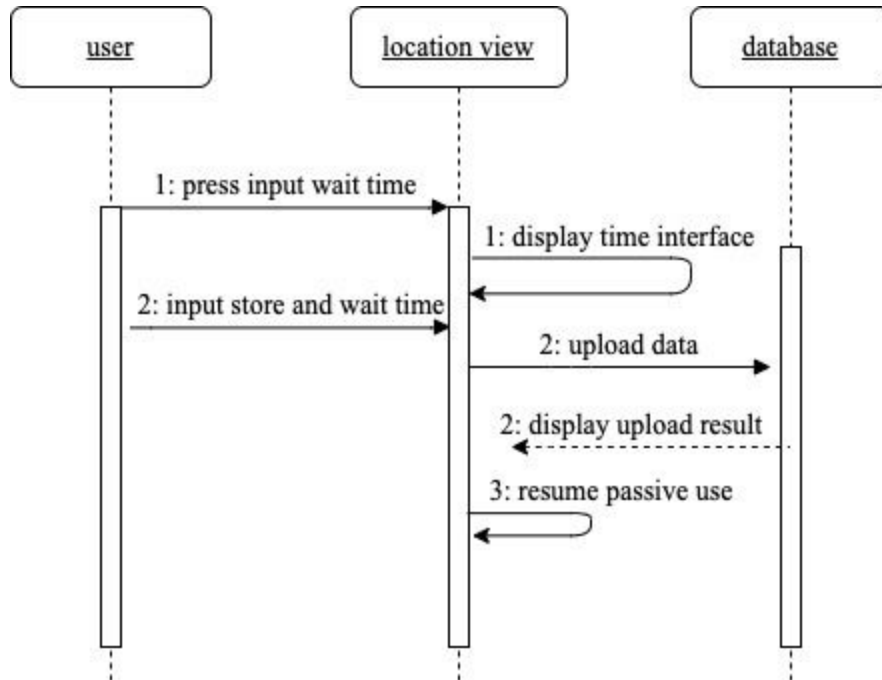 user
location view
database
1: press input wait time
1: display time interface
2: input store and wait time
2: upload data
2: display upload result
3: resume passive use